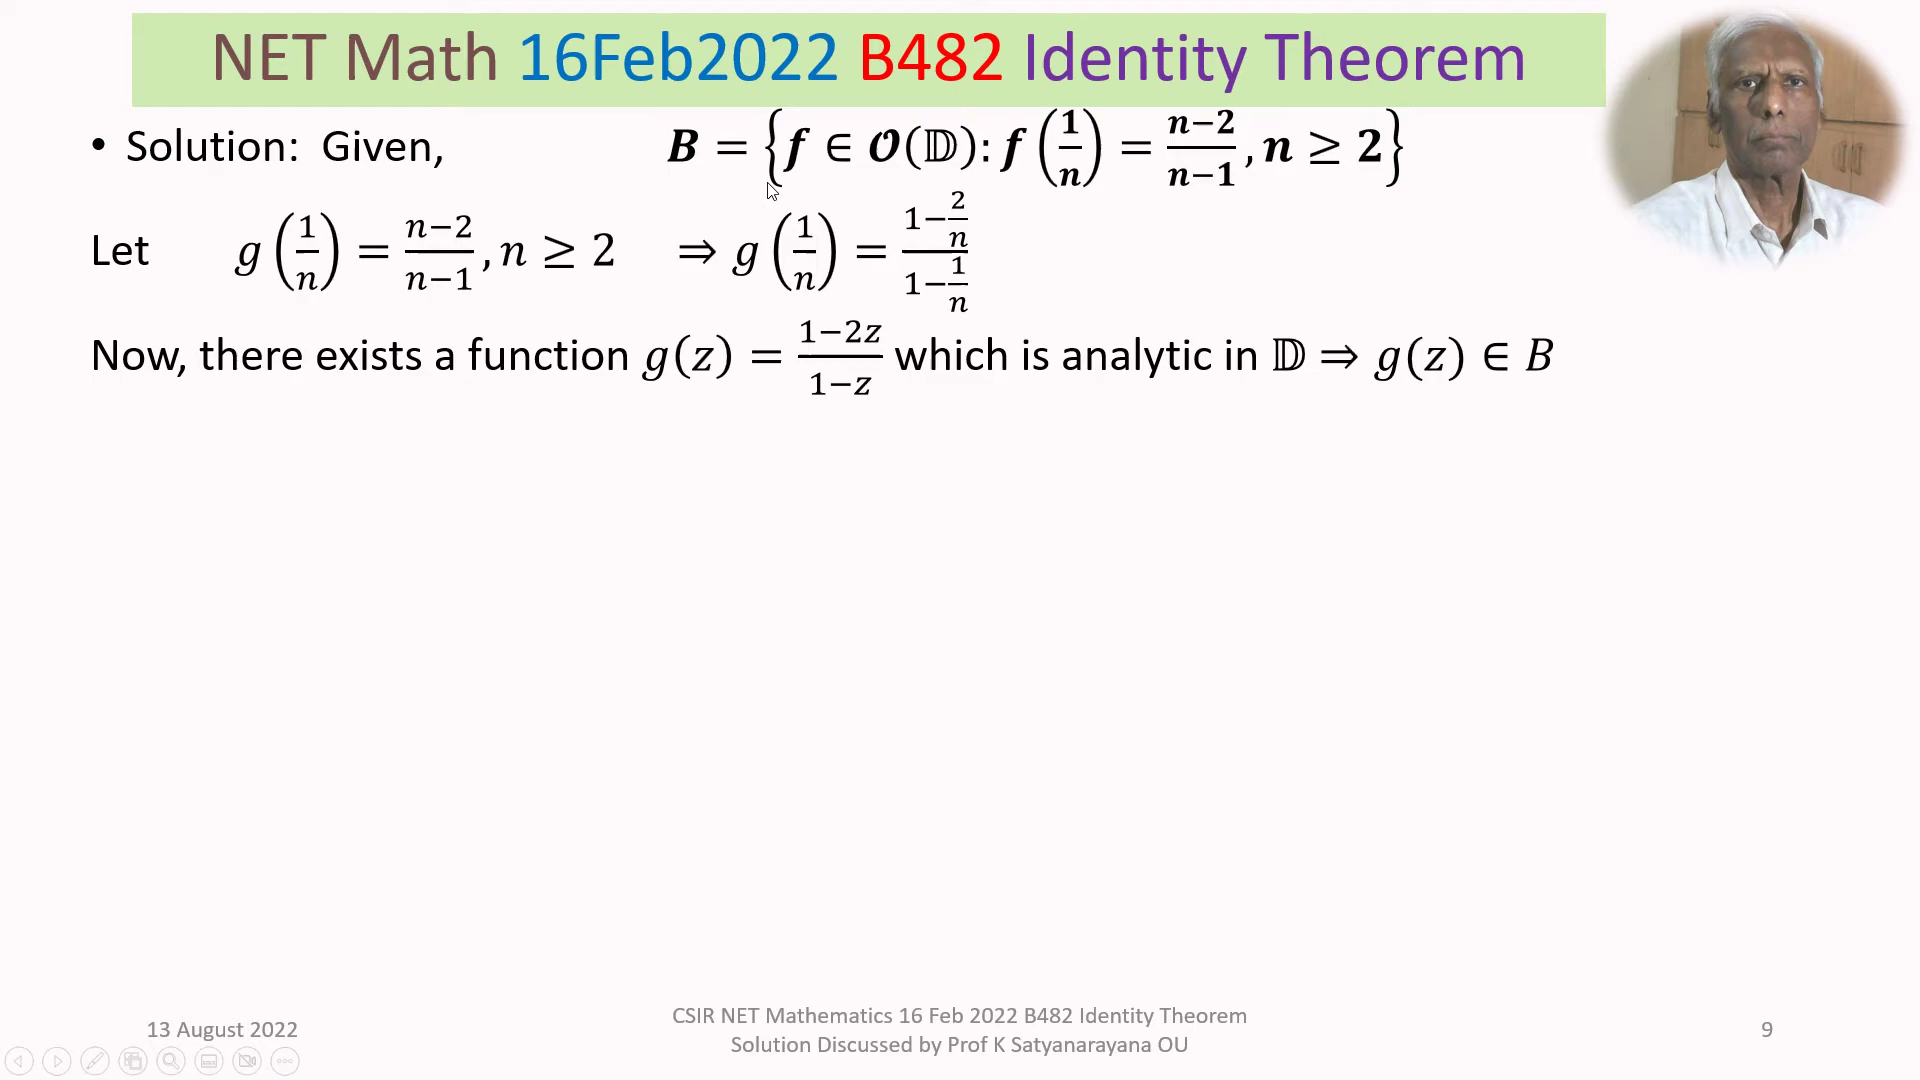 NET Math 16Feb2022 B482 Identity Theorem
• Solution: Given, 𝑩 = {𝒇 ∈ 𝓞(𝔻): 𝒇(𝟏/𝒏) = (𝒏−𝟐)/(𝒏−𝟏), 𝒏 ≥ 𝟐}
Let g(1/n) = (n−2)/(n−1), n ≥ 2 ⇒ g(1/n) = (1−2/n)/(1−1/n)
Now, there exists a function g(z) = (1−2z)/(1−z) which is analytic in 𝔻 ⇒ g(z) ∈ B
13 August 2022
CSIR NET Mathematics 16 Feb 2022 B482 Identity Theorem
Solution Discussed by Prof K Satyanarayana OU
9